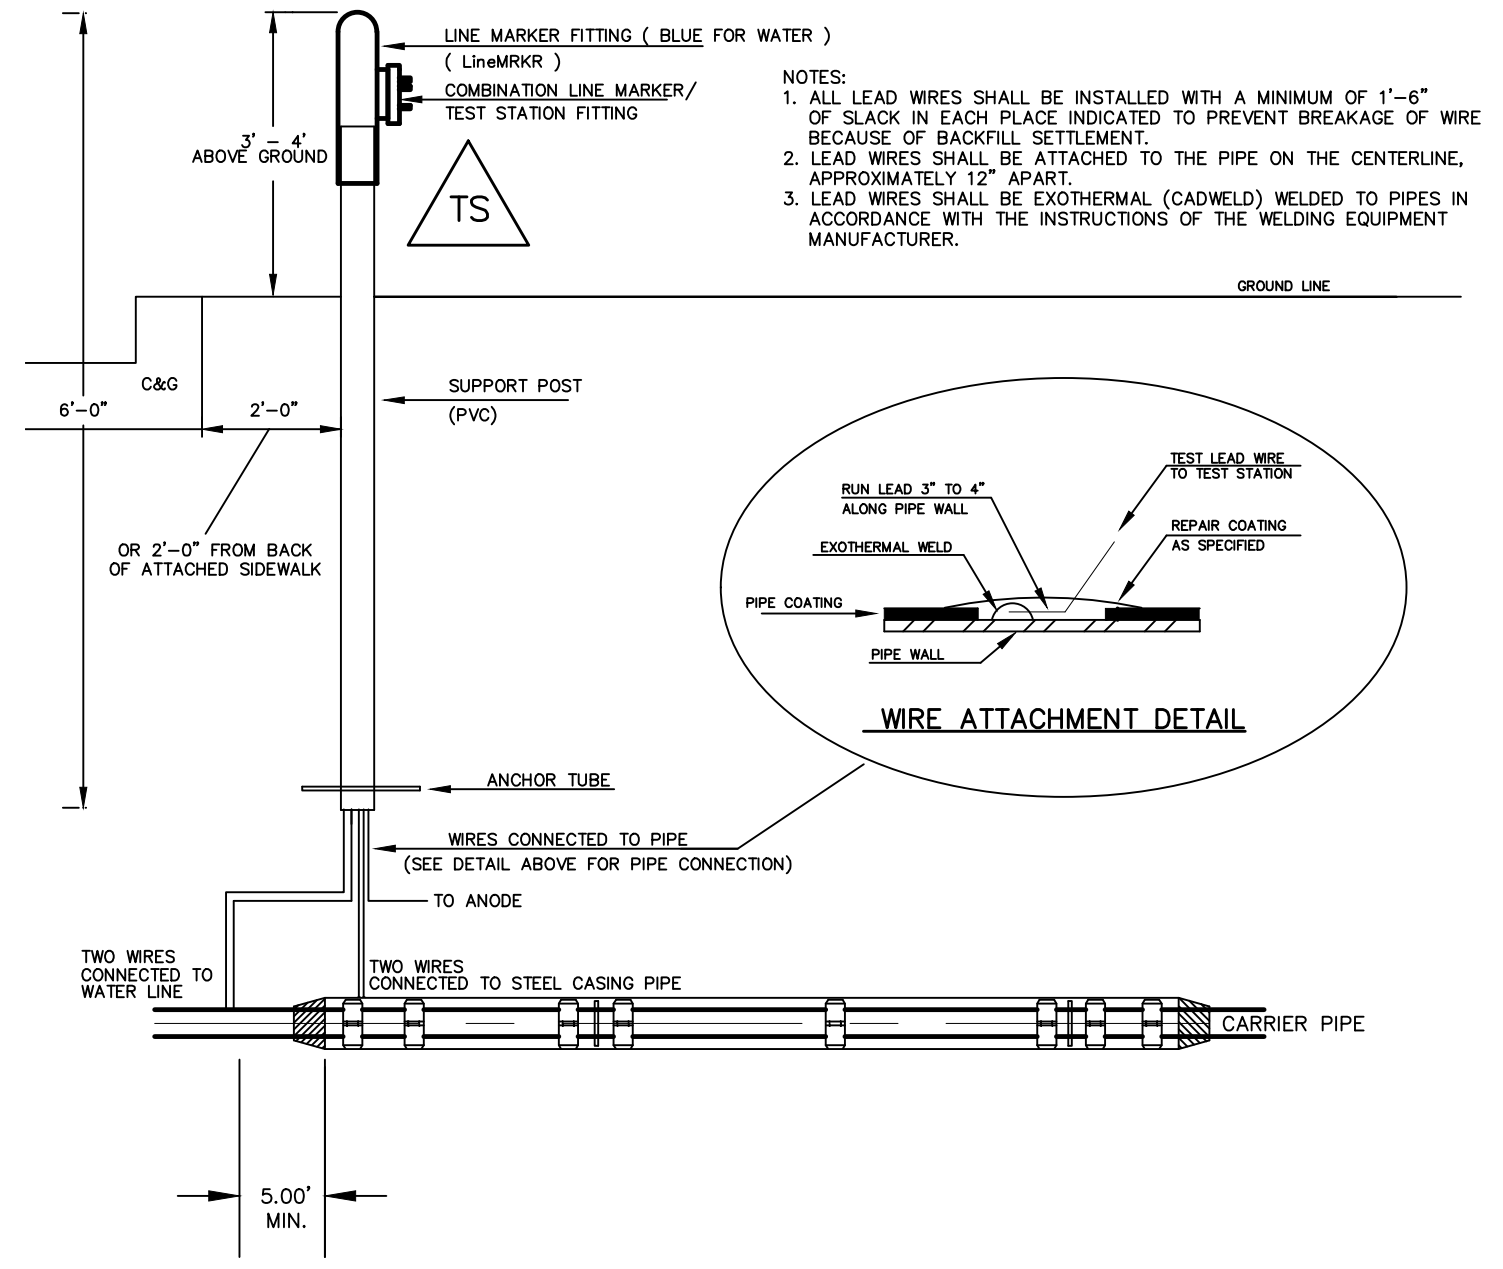 LINE MARKER FITTING ( BLUE FOR WATER )
( LineMRKR )
COMBINATION LINE MARKER/
TEST STATION FITTING
3' - 4'
ABOVE GROUND
TS
NOTES:
1. ALL LEAD WIRES SHALL BE INSTALLED WITH A MINIMUM OF 1'-6"
OF SLACK IN EACH PLACE INDICATED TO PREVENT BREAKAGE OF WIRE
BECAUSE OF BACKFILL SETTLEMENT.
2. LEAD WIRES SHALL BE ATTACHED TO THE PIPE ON THE CENTERLINE,
APPROXIMATELY 12" APART.
3. LEAD WIRES SHALL BE EXOTHERMAL (CADWELD) WELDED TO PIPES IN
ACCORDANCE WITH THE INSTRUCTIONS OF THE WELDING EQUIPMENT
MANUFACTURER.
GROUND LINE
C&G
6'-0"
2'-0"
SUPPORT POST
(PVC)
OR 2'-0" FROM BACK
OF ATTACHED SIDEWALK
TEST LEAD WIRE
TO TEST STATION
RUN LEAD 3" TO 4"
ALONG PIPE WALL
REPAIR COATING
AS SPECIFIED
EXOTHERMAL WELD
PIPE COATING
PIPE WALL
WIRE ATTACHMENT DETAIL
ANCHOR TUBE
WIRES CONNECTED TO PIPE
(SEE DETAIL ABOVE FOR PIPE CONNECTION)
TO ANODE
TWO WIRES
CONNECTED TO
WATER LINE
TWO WIRES
CONNECTED TO STEEL CASING PIPE
CARRIER PIPE
5.00'
MIN.